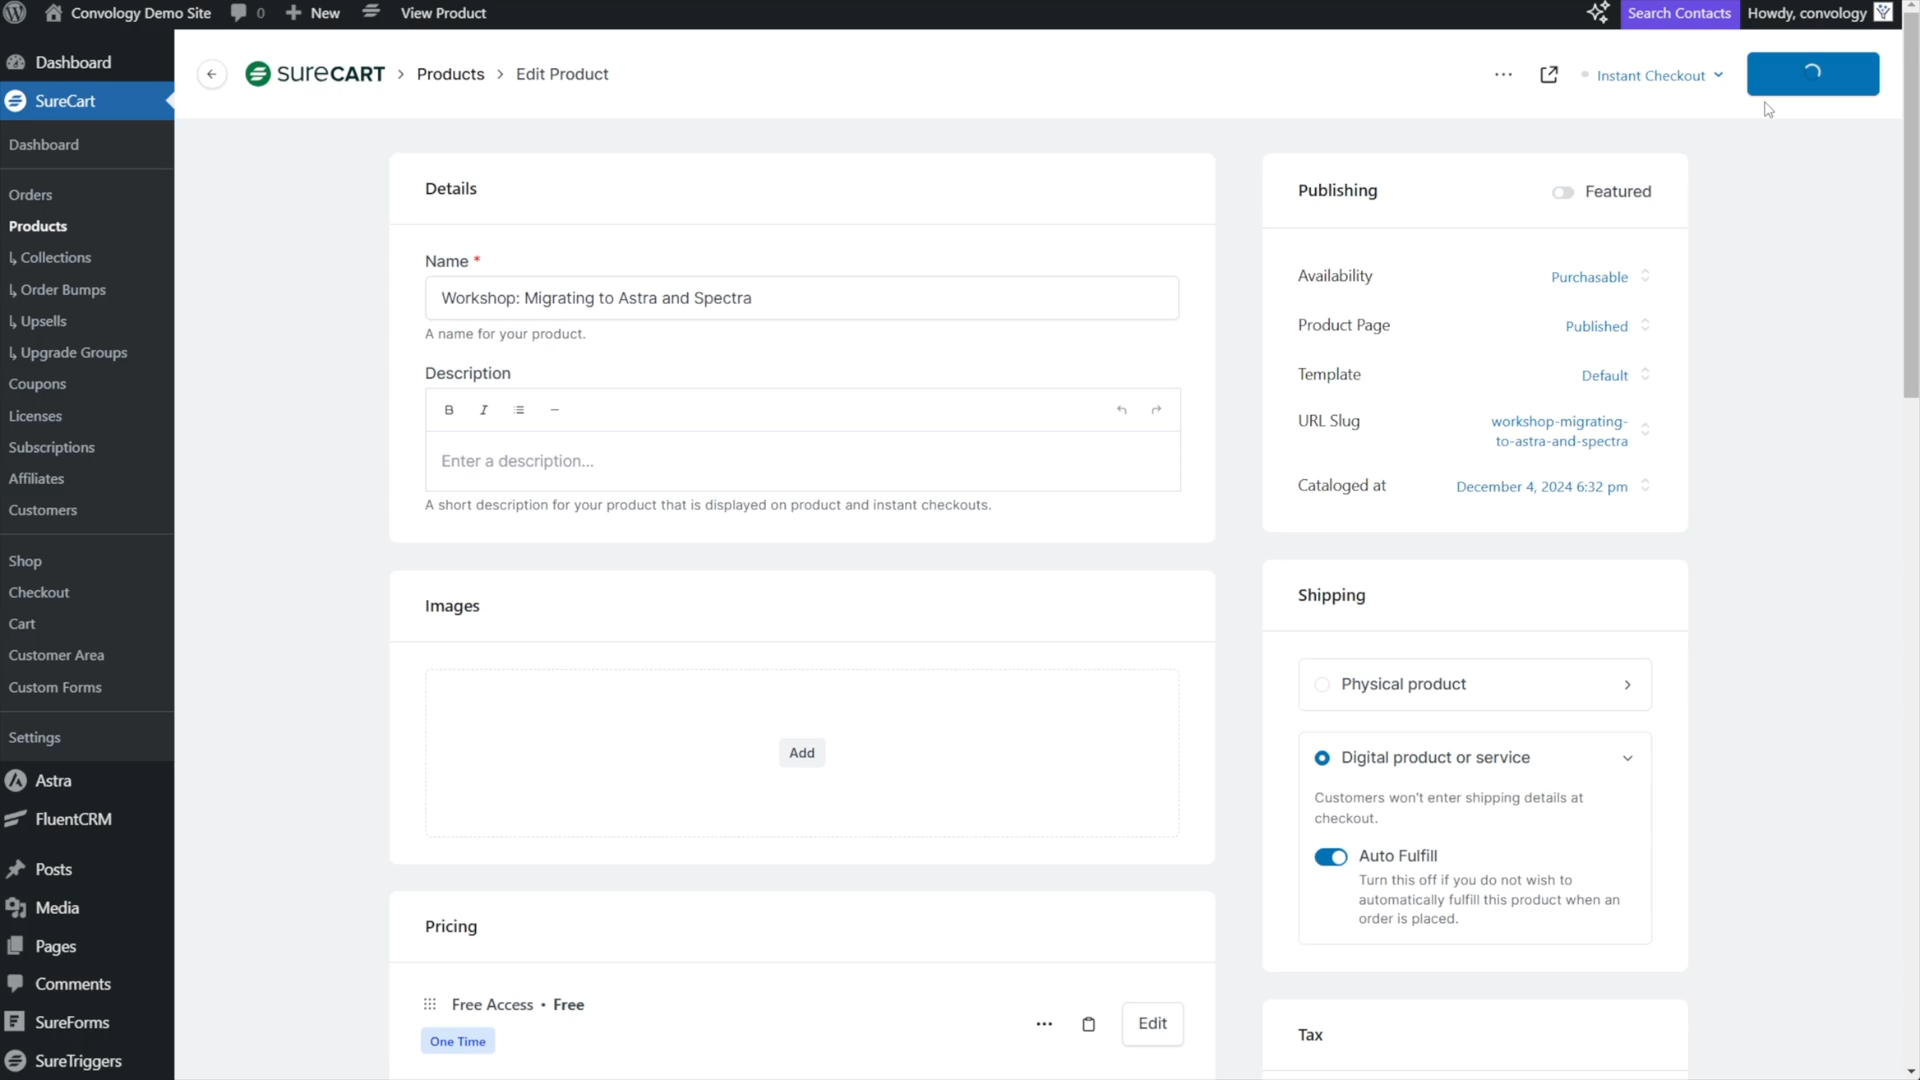 Convology Demo Site
0
New
View Product
Search Contacts
Howdy, convology
Dashboard
SureCart
Dashboard
Orders
Products
Collections
Order Bumps
Upsells
Upgrade Groups
Coupons
Licenses
Subscriptions
Affiliates
Customers
Shop
Checkout
Cart
Customer Area
Custom Forms
Settings
Astra
FluentCRM
Posts
Media
Pages
Comments
SureForms
SureTriggers
SURECART > Products > Edit Product
Instant Checkout
Details
Name *
Workshop: Migrating to Astra and Spectra
A name for your product.
Description
B I
Enter a description...
A short description for your product that is displayed on product and instant checkouts.
Images
Add
Pricing
Free Access • Free
One Time
Edit
Publishing
Featured
Availability
Purchasable
Product Page
Published
Template
Default
URL Slug
workshop-migrating-
to-astra-and-spectra
Cataloged at
December 4, 2024 6:32 pm
Shipping
Physical product
Digital product or service
Customers won't enter shipping details at
checkout.
Auto Fulfill
Turn this off if you do not wish to
automatically fulfill this product when an
order is placed.
Tax